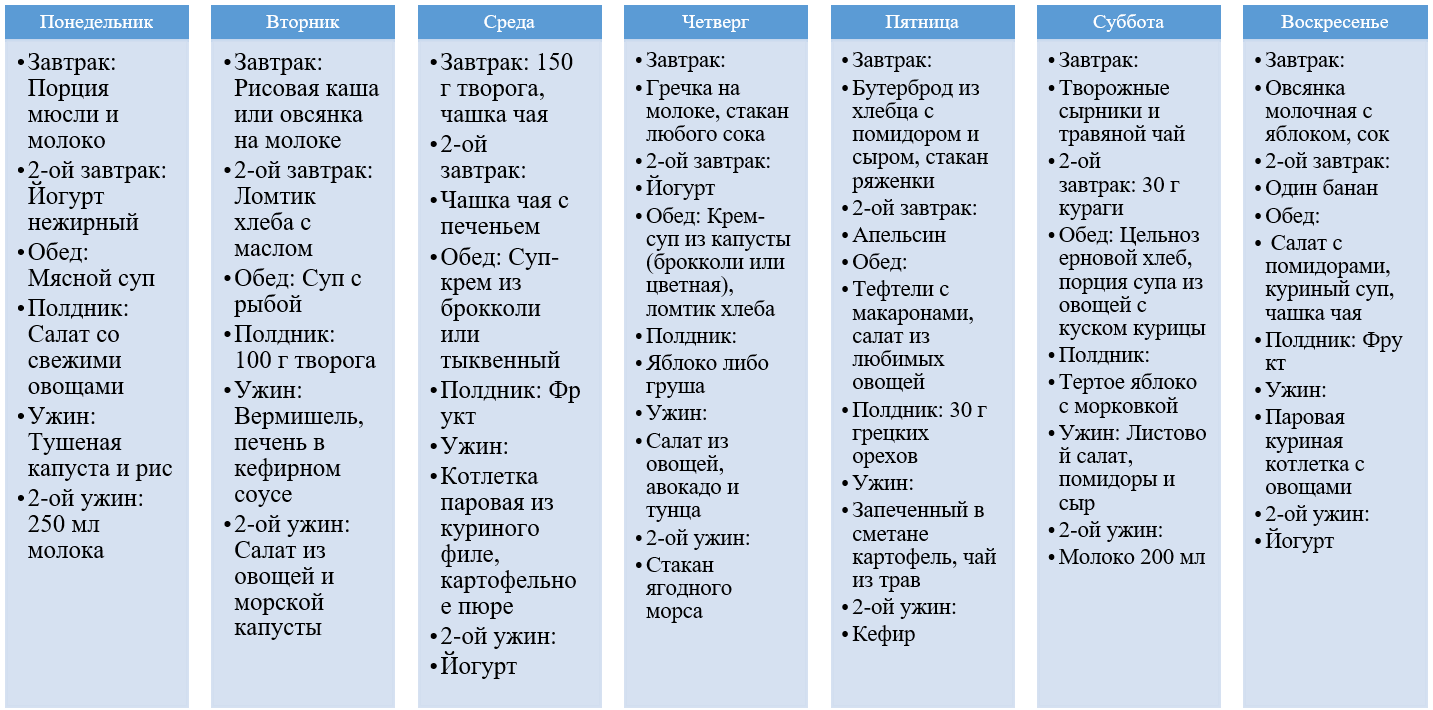 Понедельник
•Завтрак:
Порция
мюсли и
молоко
•2-ой завтрак:
Йогурт
нежирный
•Обед:
Мясной суп
•Полдник:
Салат со
свежими
овощами
•Ужин:
Тушеная
капуста и рис
•2-ой ужин:
250 мл
молока
Вторник
•Завтрак:
Рисовая каша
или овсянка
на молоке
•2-ой завтрак:
Ломтик
хлеба с
маслом
•Обед: Суп с
рыбой
•Полдник:
100 г творога
•Ужин:
Вермишель,
печень в
кефирном
соусе
•2-ой ужин:
Салат из
овощей и
морской
капусты
Среда
•Завтрак: 150
г творога,
чашка чая
•2-ой
завтрак:
•Чашка чая с
печеньем
•Обед: Суп-
крем из
брокколи
или
тыквенный
•Полдник: Фр
укт
•Ужин:
•Котлетка
паровая из
куриного
филе,
картофельно
е пюре
•2-ой ужин:
•Йогурт
Четверг
•Завтрак:
•Гречка на
молоке, стакан
любого сока
•2-ой завтрак:
•Йогурт
•Обед: Крем-
суп из капусты
(брокколи или
цветная),
ломтик хлеба
•Полдник:
•Яблоко либо
груша
•Ужин:
•Салат из
овощей,
авокадо и
тунца
•2-ой ужин:
•Стакан
ягодного
морса
Пятница
•Завтрак:
•Бутерброд из
хлебца с
помидором и
сыром, стакан
ряженки
•2-ой завтрак:
•Апельсин
•Обед:
•Тефтели с
макаронами,
салат из
любимых
овощей
•Полдник: 30 г
грецких
орехов
•Ужин:
•Запеченный в
сметане
картофель, чай
из трав
•2-ой ужин:
•Кефир
Суббота
•Завтрак:
•Творожные
сырники и
травяной чай
•2-ой
завтрак: 30 г
кураги
•Обед: Цельноз
ерновой хлеб,
порция супа из
овощей с
куском курицы
•Полдник:
•Тертое яблоко
с морковкой
•Ужин: Листово
й салат,
помидоры и
сыр
•2-ой ужин:
•Молоко 200 мл
Воскресенье
•Завтрак:
•Овсянка
молочная с
яблоком, сок
•2-ой завтрак:
•Один банан
•Обед:
• Салат с
помидорами,
куриный суп,
чашка чая
•Полдник: Фру
кт
•Ужин:
•Паровая
куриная
котлетка с
овощами
•2-ой ужин:
•Йогурт